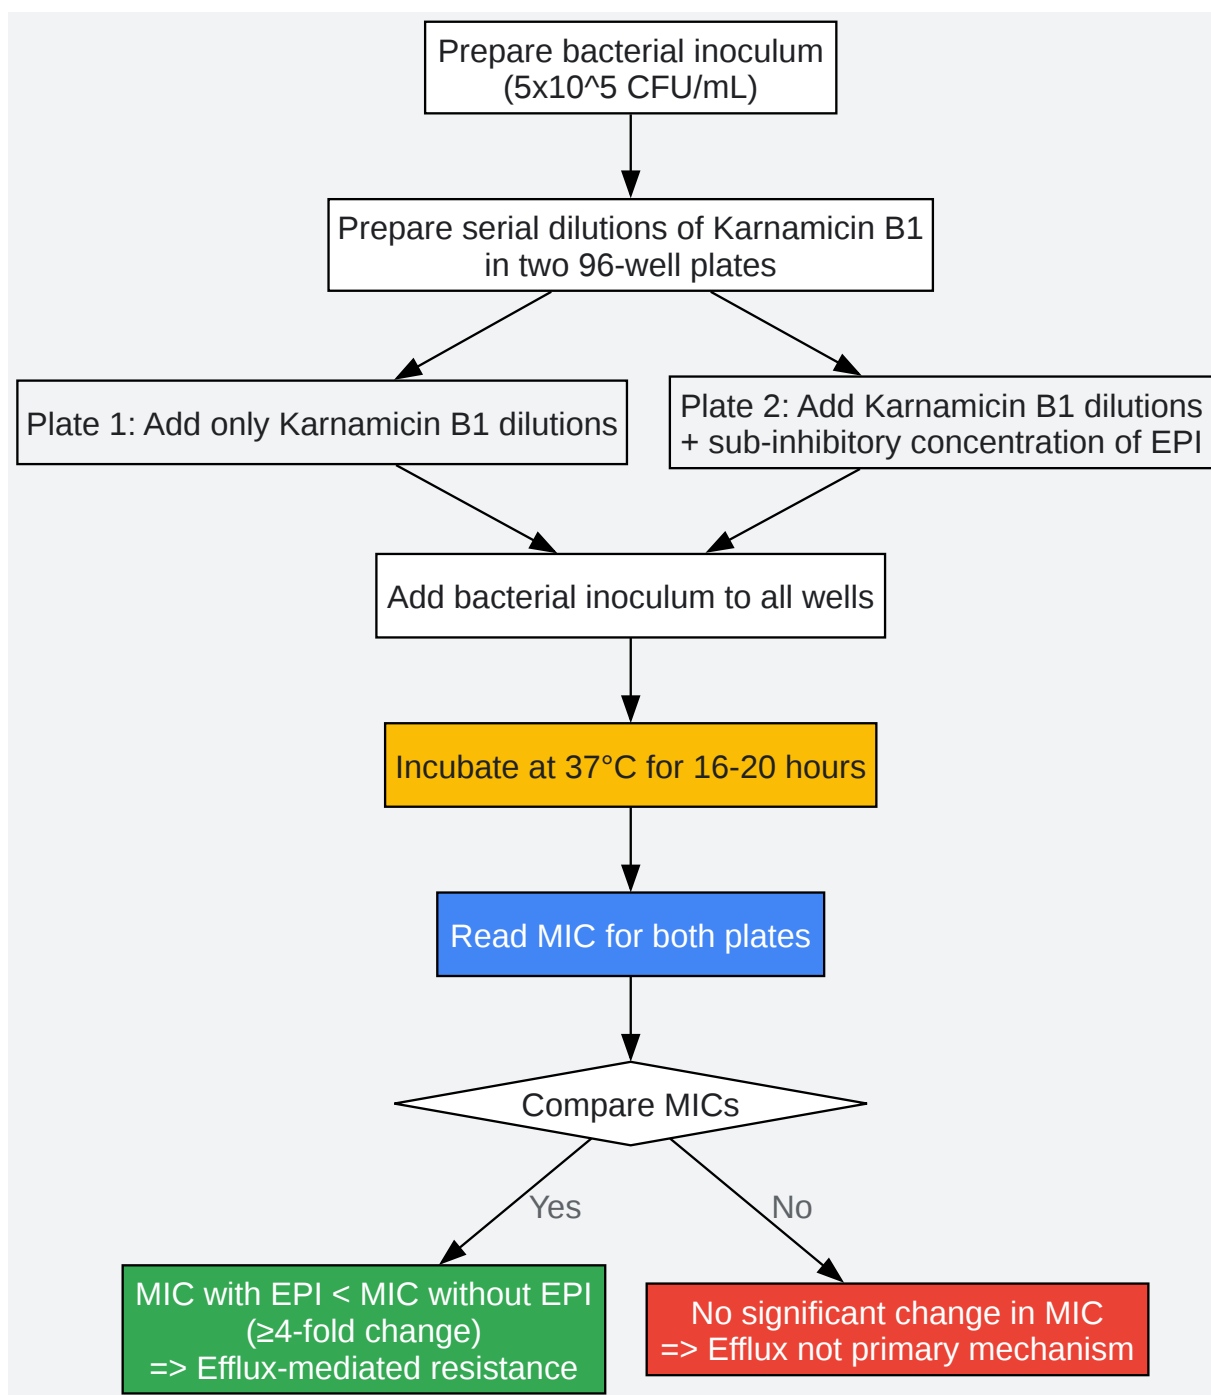 Prepare bacterial inoculum
(5x10^5 CFU/mL)
Prepare serial dilutions of Karnamicin B1
in two 96-well plates
Plate 1: Add only Karnamicin B1 dilutions
Plate 2: Add Karnamicin B1 dilutions
+ sub-inhibitory concentration of EPI
Add bacterial inoculum to all wells
Incubate at 37°C for 16-20 hours
Read MIC for both plates
Compare MICs
Yes
No
MIC with EPI < MIC without EPI
(≥4-fold change)
=> Efflux-mediated resistance
No significant change in MIC
=> Efflux not primary mechanism